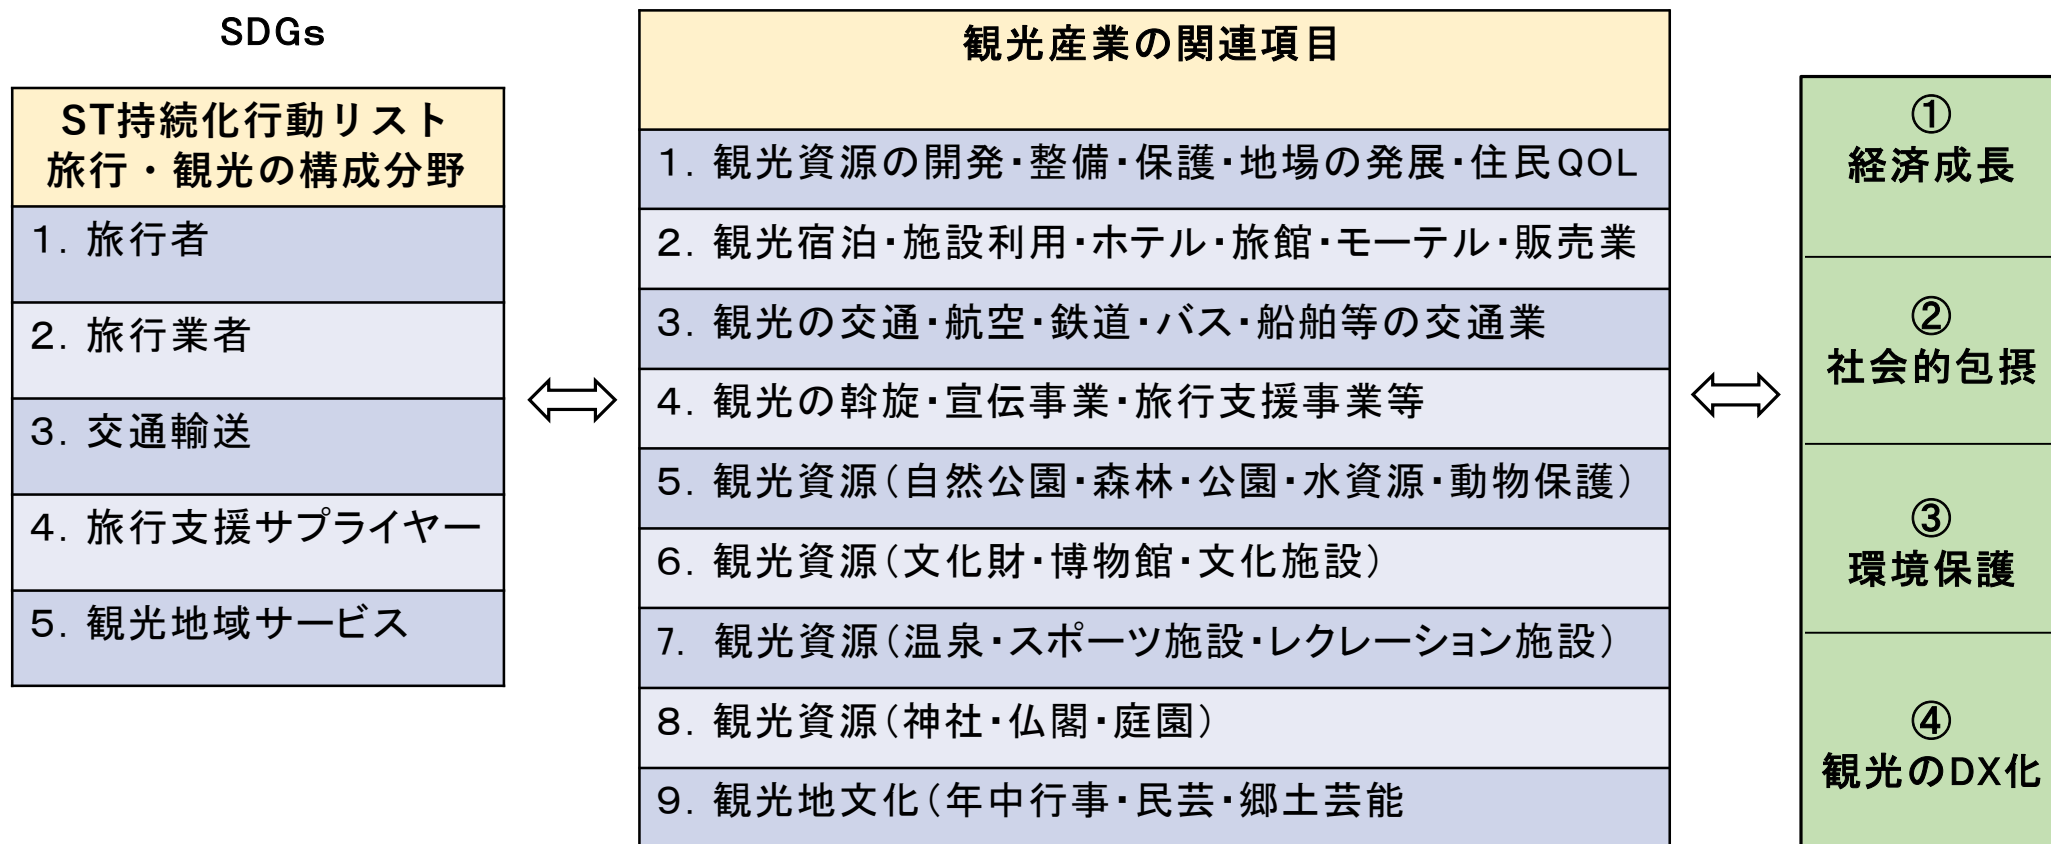 SDGs
ST持続化行動リスト
旅行・観光の構成分野
1. 旅行者
2. 旅行業者
3. 交通輸送
4. 旅行支援サプライヤー
5. 観光地域サービス
観光産業の関連項目
1. 観光資源の開発・整備・保護・地場の発展・住民QOL
2. 観光宿泊・施設利用・ホテル・旅館・モーテル・販売業
3. 観光の交通・航空・鉄道・バス・船舶等の交通業
4. 観光の斡旋・宣伝事業・旅行支援事業等
5. 観光資源(自然公園・森林・公園・水資源・動物保護)
6. 観光資源(文化財・博物館・文化施設)
7. 観光資源(温泉・スポーツ施設・レクレーション施設)
8. 観光資源(神社・仏閣・庭園)
9. 観光地文化(年中行事・民芸・郷土芸能
①
経済成長
②
社会的包摂
③
環境保護
④
観光のDX化